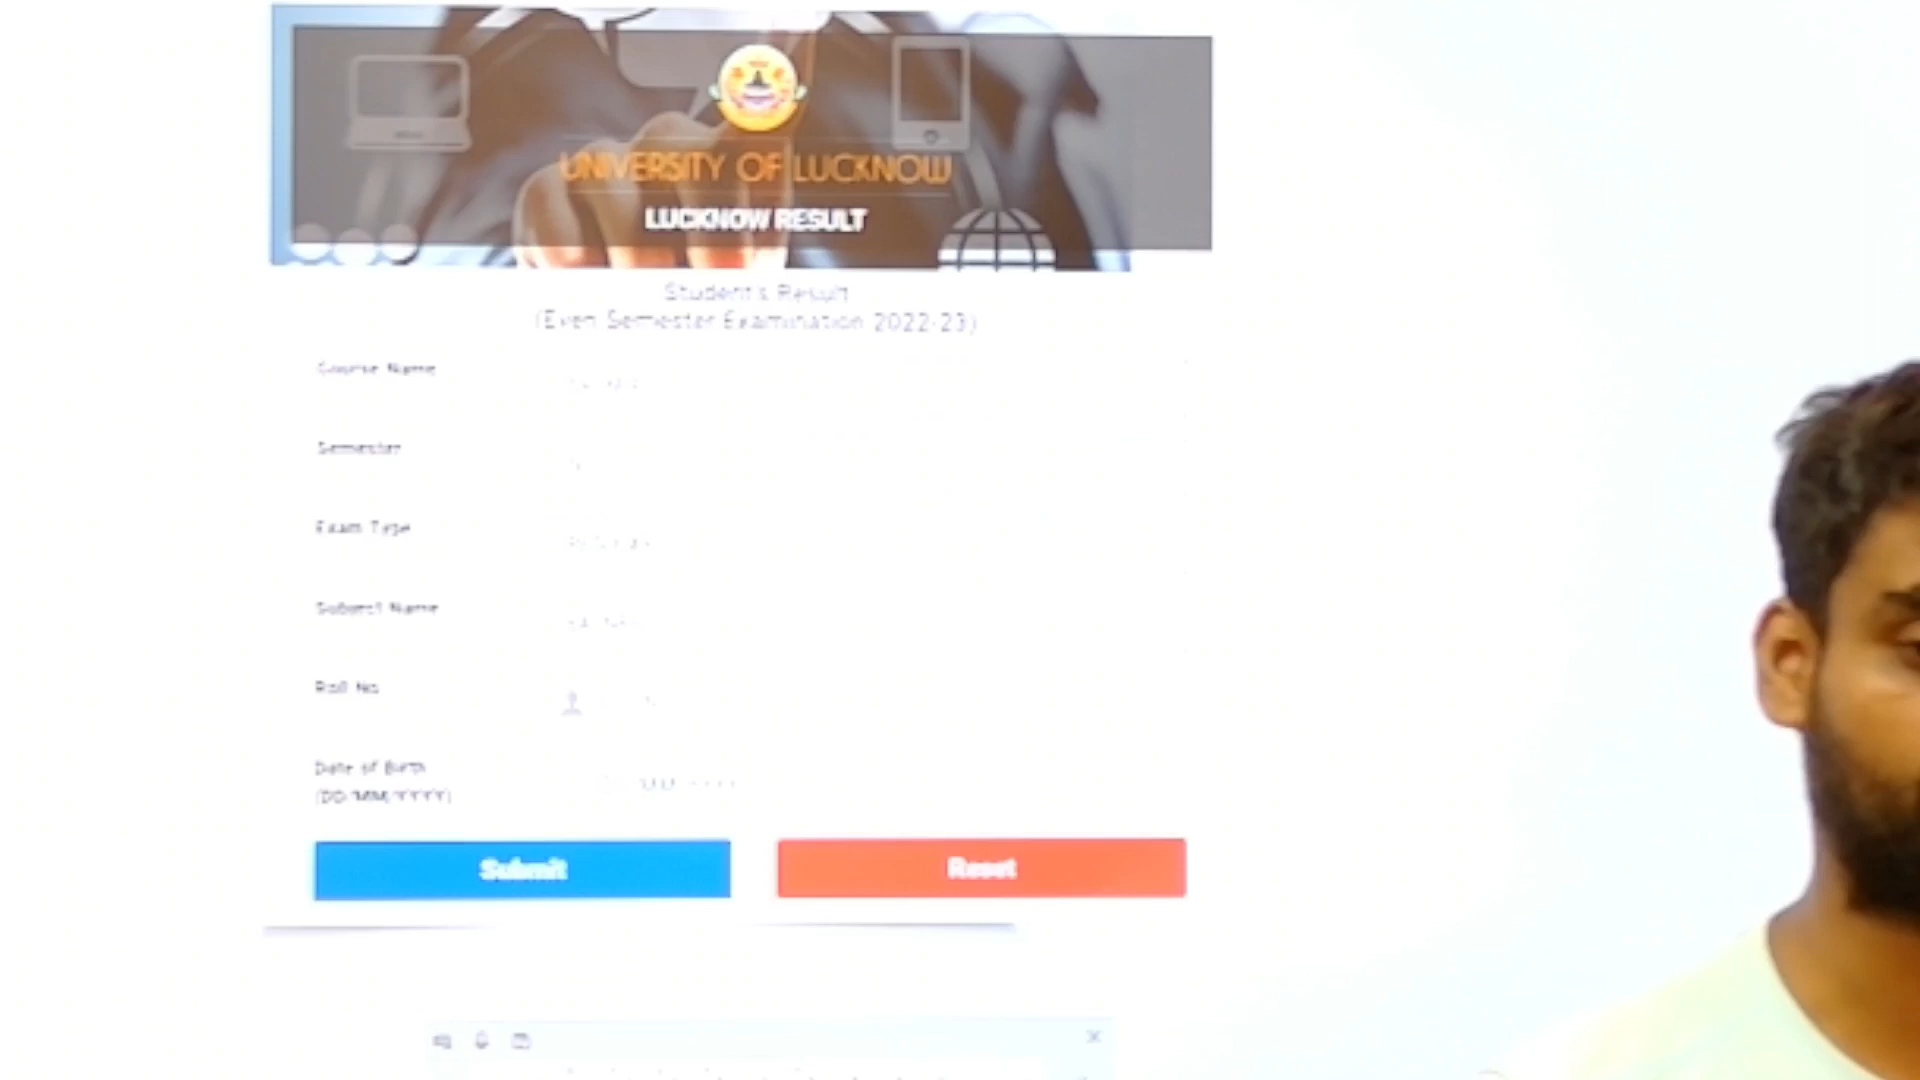 UNIVERSITY OF LUCKNOW
LUCKNOW RESULT
Student's Result
(Even Semester Examination 2022-23)
Course Name
Semester
Exam Type
Subject Name
Roll No
Date of Birth
(DD/MM/YYYY)
Submit
Reset